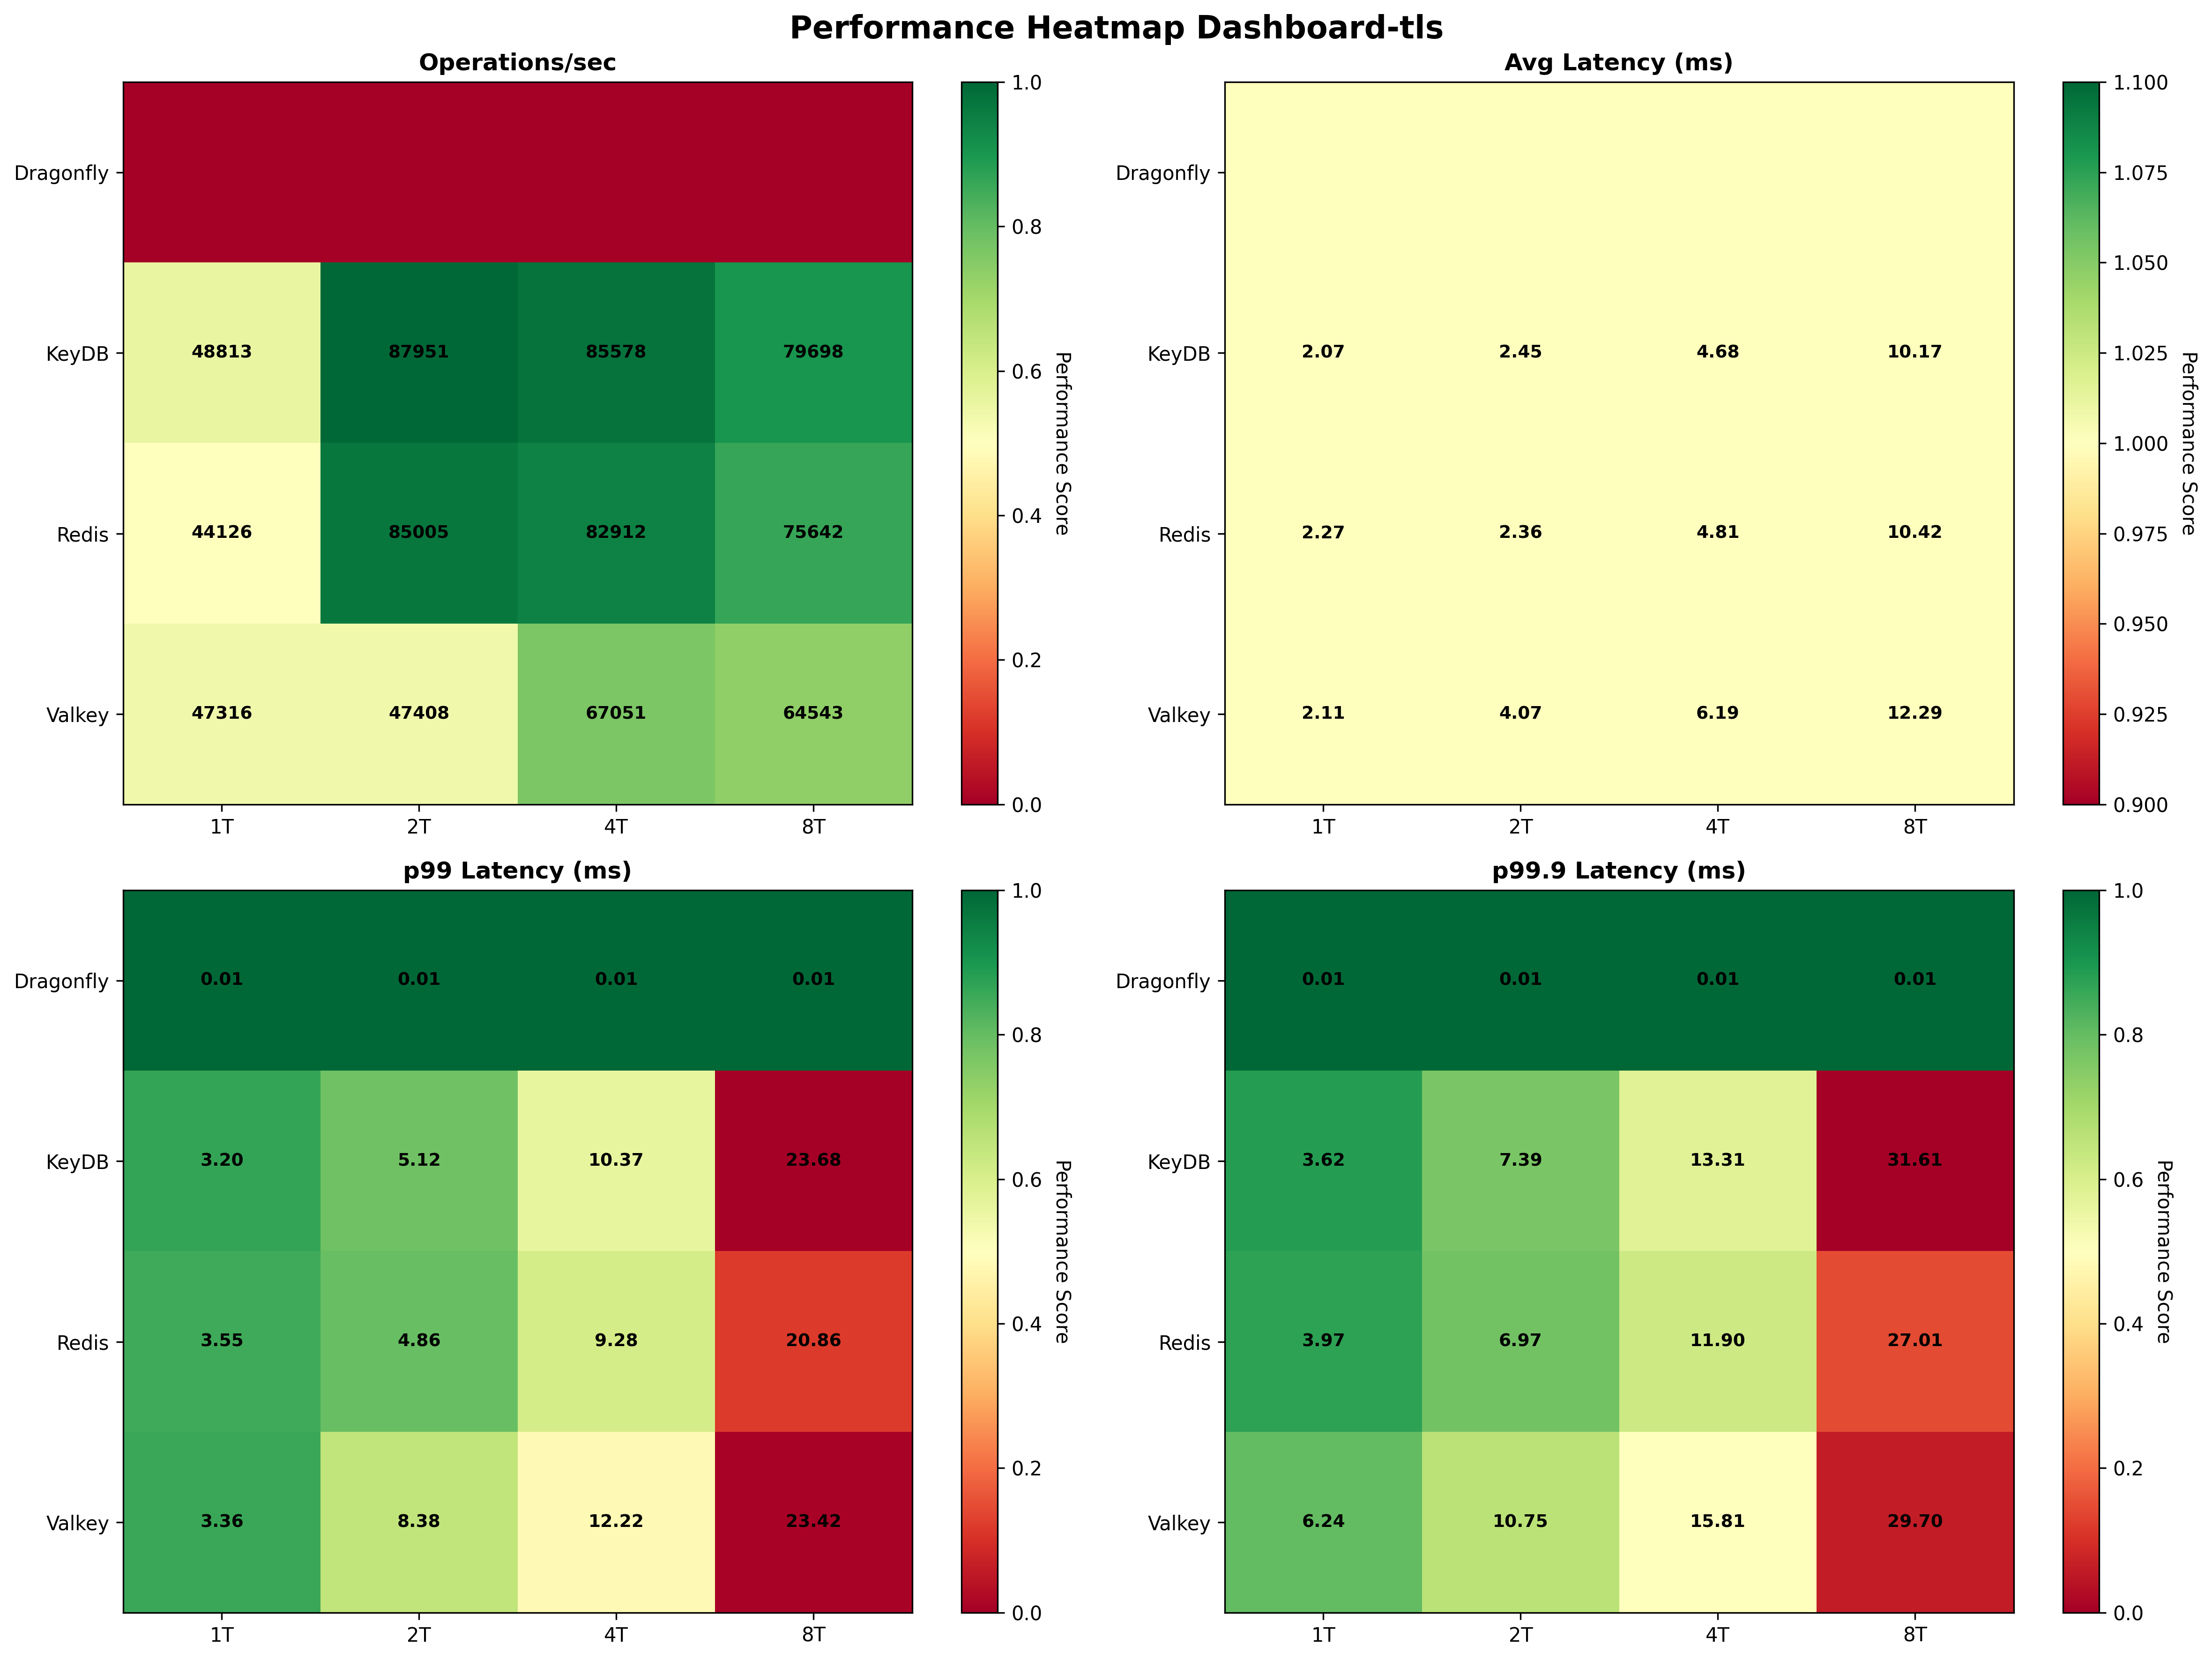 Performance Heatmap Dashboard-tls
Operations/sec
Dragonfly
KeyDB 48813 87951 85578 79698
Redis 44126 85005 82912 75642
Valkey 47316 47408 67051 64543
1T 2T 4T 8T
1.0
0.8
0.6
0.4
0.2
0.0
Performance Score
Avg Latency (ms)
Dragonfly
KeyDB 2.07 2.45 4.68 10.17
Redis 2.27 2.36 4.81 10.42
Valkey 2.11 4.07 6.19 12.29
1T 2T 4T 8T
1.100
1.075
1.050
1.025
1.000
0.975
0.950
0.925
0.900
Performance Score
p99 Latency (ms)
Dragonfly 0.01 0.01 0.01 0.01
KeyDB 3.20 5.12 10.37 23.68
Redis 3.55 4.86 9.28 20.86
Valkey 3.36 8.38 12.22 23.42
1T 2T 4T 8T
1.0
0.8
0.6
0.4
0.2
0.0
Performance Score
p99.9 Latency (ms)
Dragonfly 0.01 0.01 0.01 0.01
KeyDB 3.62 7.39 13.31 31.61
Redis 3.97 6.97 11.90 27.01
Valkey 6.24 10.75 15.81 29.70
1T 2T 4T 8T
1.0
0.8
0.6
0.4
0.2
0.0
Performance Score